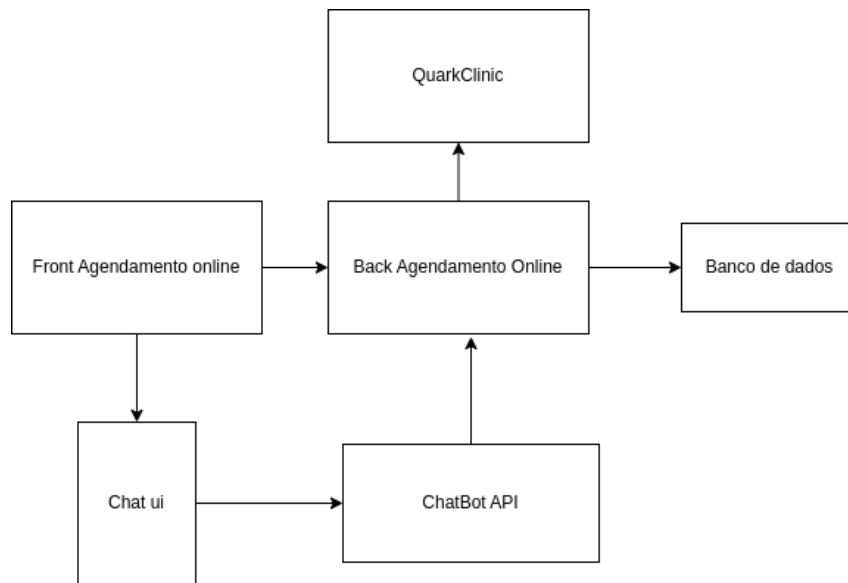 QuarkClinic
Front Agendamento online
Back Agendamento Online
Banco de dados
Chat ui
ChatBot API